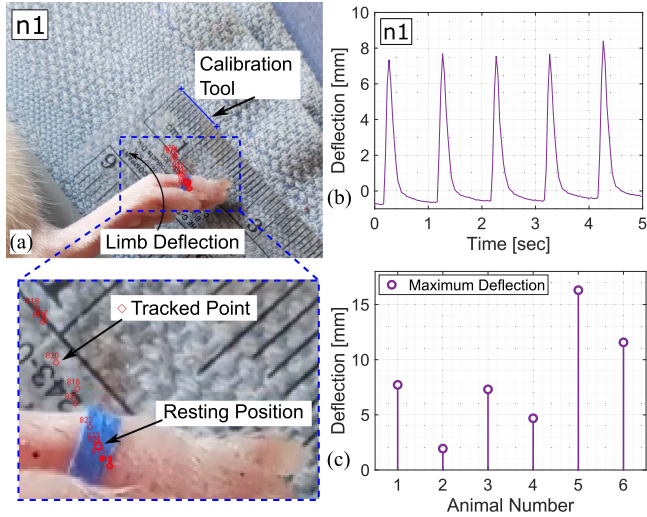 n1
Calibration
Tool
Limb Deflection
(a)
Tracked Point
Resting Position
n1
10
8
6
4
2
0
Deflection [mm]
0
1
2
3
4
5
Time [sec]
(b)
Maximum Deflection
15
10
5
0
Deflection [mm]
1
2
3
4
5
6
Animal Number
(c)